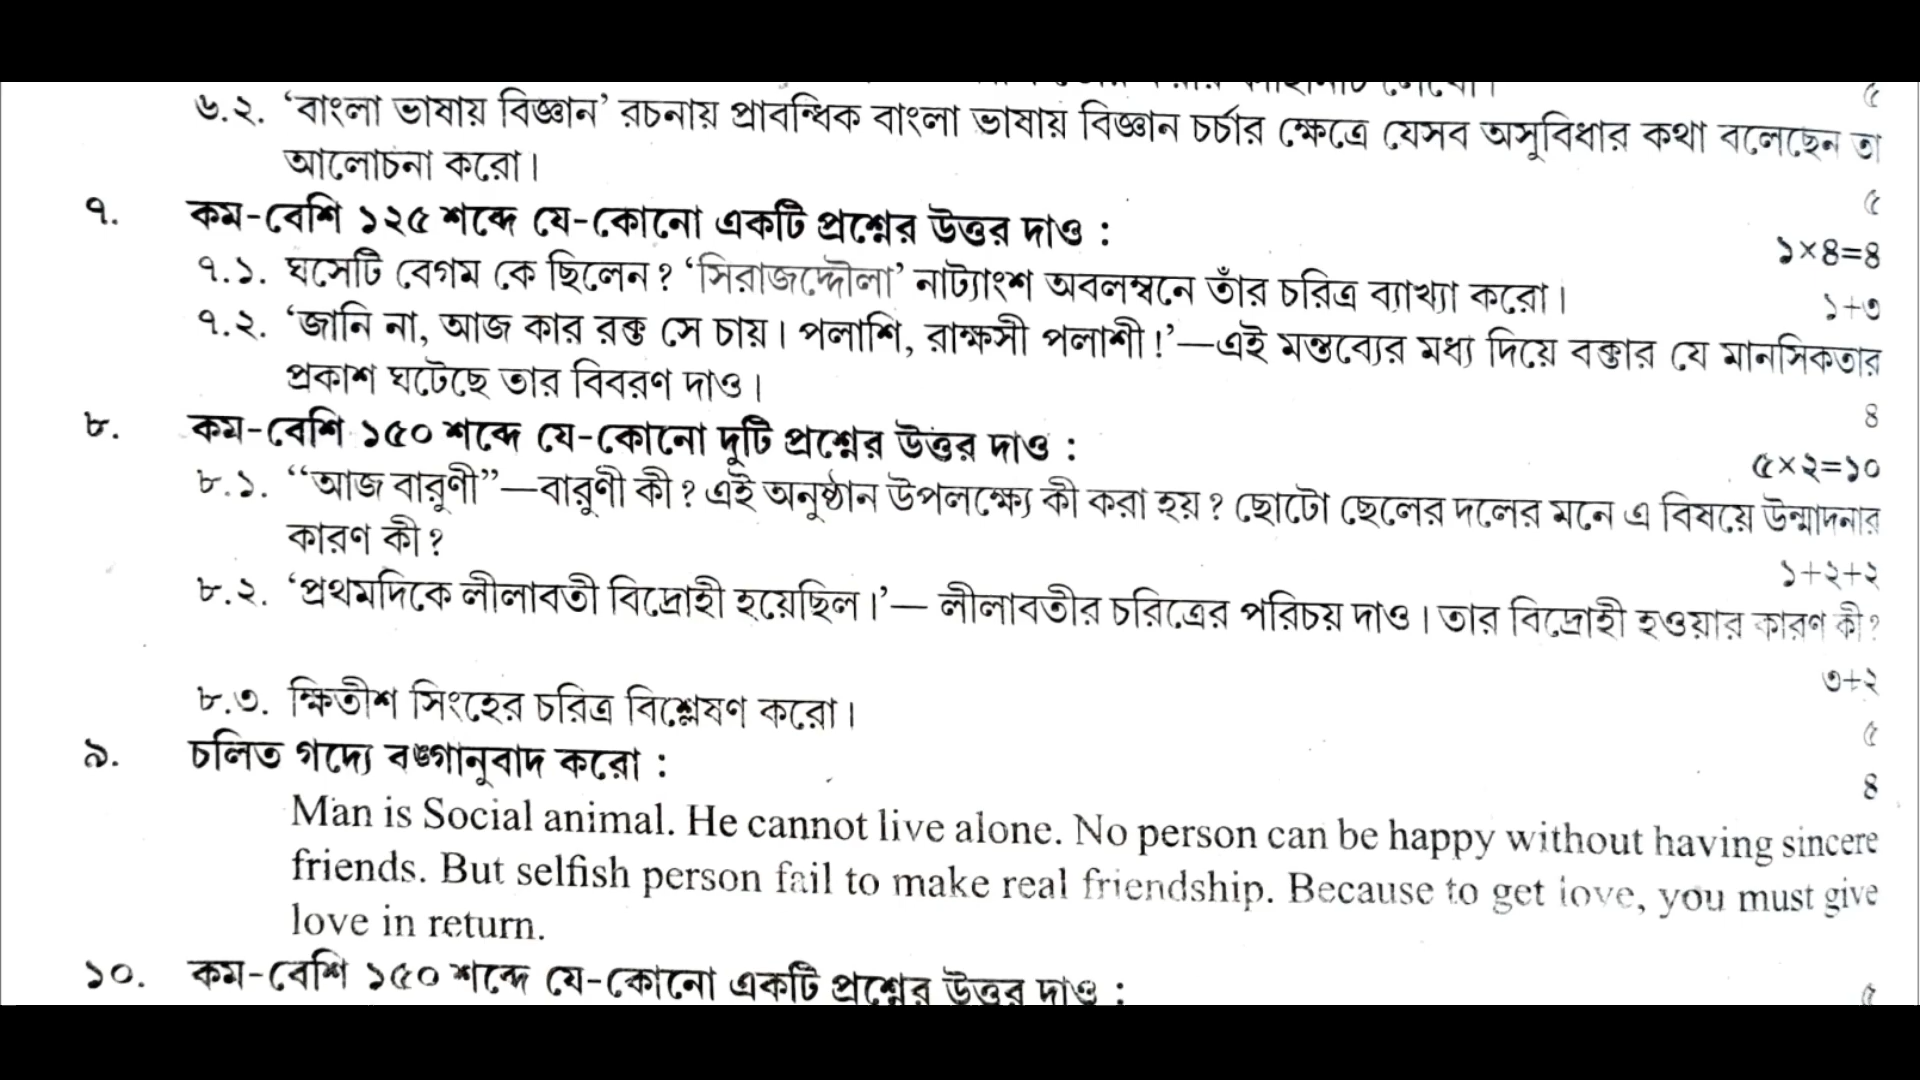 ৫
৬.২. ‘বাংলা ভাষায় বিজ্ঞান’ রচনায় প্রাবন্ধিক বাংলা ভাষায় বিজ্ঞান চর্চার ক্ষেত্রে যেসব অসুবিধার কথা বলেছেন তা
আলোচনা করো। ৫
৭. কম-বেশি ১২৫ শব্দে যে-কোনো একটি প্রশ্নের উত্তর দাও : ১×৪=৪
৭.১. ঘসেটি বেগম কে ছিলেন? ‘সিরাজদ্দৌলা’ নাট্যাংশ অবলম্বনে তাঁর চরিত্র ব্যাখ্যা করো। ১+৩
৭.২. ‘জানি না, আজ কার রক্ত সে চায়। পলাশি, রাক্ষসী পলাশী!’—এই মন্তব্যের মধ্য দিয়ে বক্তার যে মানসিকতার
প্রকাশ ঘটেছে তার বিবরণ দাও। ৪
৮. কম-বেশি ১৫০ শব্দে যে-কোনো দুটি প্রশ্নের উত্তর দাও : ৫×২=১০
৮.১. “আজ বারুণী”—বারুণী কী? এই অনুষ্ঠান উপলক্ষ্যে কী করা হয়? ছোটো ছেলের দলের মনে এ বিষয়ে উন্মাদনার
কারণ কী? ১+২+২
৮.২. ‘প্রথমদিকে লীলাবতী বিদ্রোহী হয়েছিল।’— লীলাবতীর চরিত্রের পরিচয় দাও। তার বিদ্রোহী হওয়ার কারণ কী?
৩+২
৮.৩. ক্ষিতীশ সিংহের চরিত্র বিশ্লেষণ করো। ৫
৯. চলিত গদ্যে বঙ্গানুবাদ করো : ৪
Man is Social animal. He cannot live alone. No person can be happy without having sincere
friends. But selfish person fail to make real friendship. Because to get love, you must give
love in return.
১০. কম-বেশি ১৫০ শব্দে যে-কোনো একটি প্রশ্নের উত্তর দাও : ৫